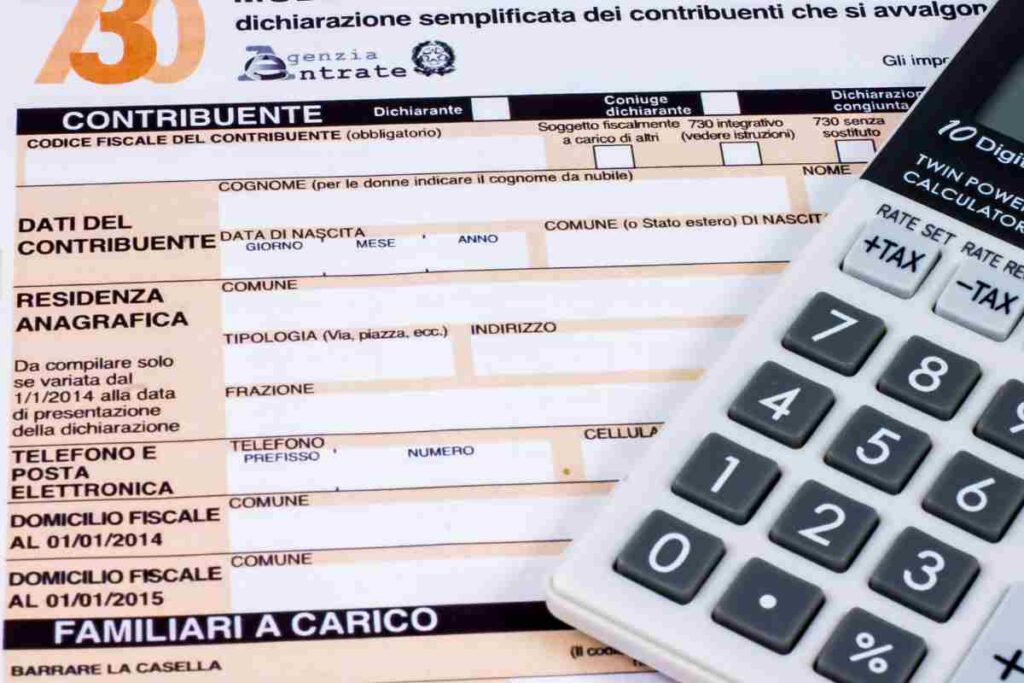 730
dichiarazione semplificata dei contribuenti che si avvalgon
Agenzia
Entrate
Gli impo
CONTRIBUENTE
Dichiarante
Coniuge
dichiarante
Dichiarazion
congiunta
CODICE FISCALE DEL CONTRIBUENTE (obbligatorio)
Soggetto fiscalmente
a carico di altri
730 integrativo
(vedere istruzioni)
730 senza
sostituto
DATI DEL
CONTRIBUENTE
COGNOME (per le donne indicare il cognome da nubile)
NOME
DATA DI NASCITA
GIORNO MESE ANNO
COMUNE (o Stato estero) DI NASCIT
RESIDENZA
ANAGRAFICA
Da compilare solo
se variata dal
1/1/2014 alla data
di presentazione
della dichiarazione
COMUNE
TIPOLOGIA (Via, piazza, ecc.)
INDIRIZZO
FRAZIONE
TELEFONO E
POSTA
ELETTRONICA
TELEFONO
PREFISSO NUMERO
CELLULA
DOMICILIO FISCALE
AL 01/01/2014
COMUNE
DOMICILIO FISCALE
AL 01/01/2015
COMUNE
FAMILIARI A CARICO
BARRARE LA CASELLA
(Il cod
10 Digi
TWIN POWER
CALCULATOR
RATE SET
RATE RE
+TAX
-TAX
7
8
9
4
5
6
1
2
3
0
.
%
+